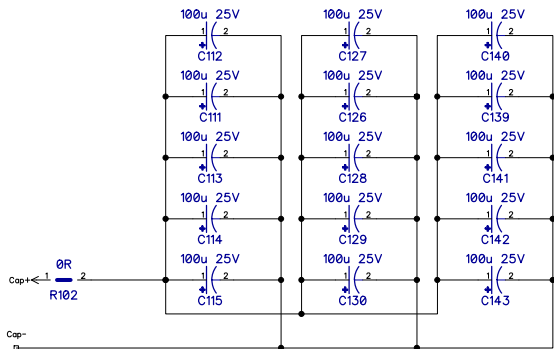 100u 25V 100u 25V 100u 25V
1 2 1 2 1 2
C112 C127 C140
100u 25V 100u 25V 100u 25V
1 2 1 2 1 2
C111 C126 C139
100u 25V 100u 25V 100u 25V
1 2 1 2 1 2
C113 C128 C141
100u 25V 100u 25V 100u 25V
1 2 1 2 1 2
C114 C129 C142
0R 100u 25V 100u 25V 100u 25V
Cap+ 1 2 1 2 1 2 1 2
R102 C115 C130 C143
Cap-